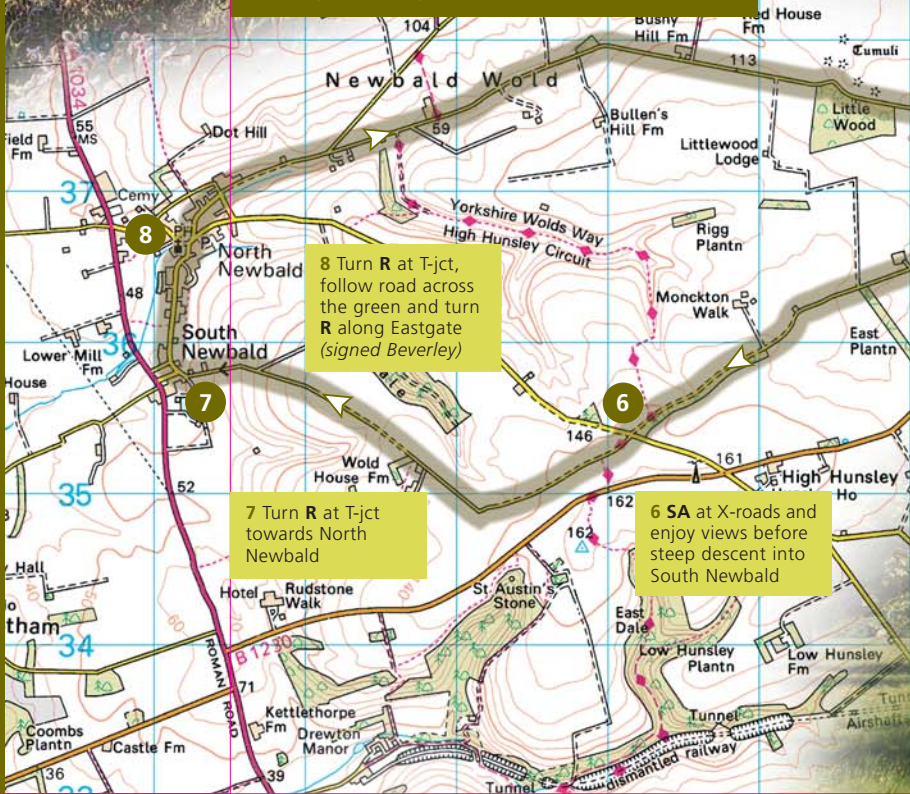 104
Bushy
Hill Fm
Red House
Fm
Tumuli
113
Newbald Wold
1034
55
MS
Field
Fm
Dot Hill
59
Bullen's
Hill Fm
Little
Wood
Littlewood
Lodge
37
Cemy
8
PH
P
North
Newbald
Yorkshire Wolds Way
High Hunsley Circuit
Rigg
Plantn
8 Turn R at T-jct,
follow road across
the green and turn
R along Eastgate
(signed Beverley)
48
Monckton
Walk
36
South
Newbald
Lower Mill
Fm
East
Plantn
House
7
6
146
161
High Hunsley
Ho
Wold
House Fm
35
52
162
162
7 Turn R at T-jct
towards North
Newbald
6 SA at X-roads and
enjoy views before
steep descent into
South Newbald
Hall
40
60
70
40
Hotel
Rudstone
Walk
St Austin's
Stone
East
Dale
tham
34
B 1230
ROMAN ROAD
71
Low Hunsley
Plantn
Low Hunsley
Fm
Kettlethorpe
Fm
Drewton
Manor
Tunnel
Coombs
Plantn
Castle Fm
36
39
Tunnel
dismantled railway